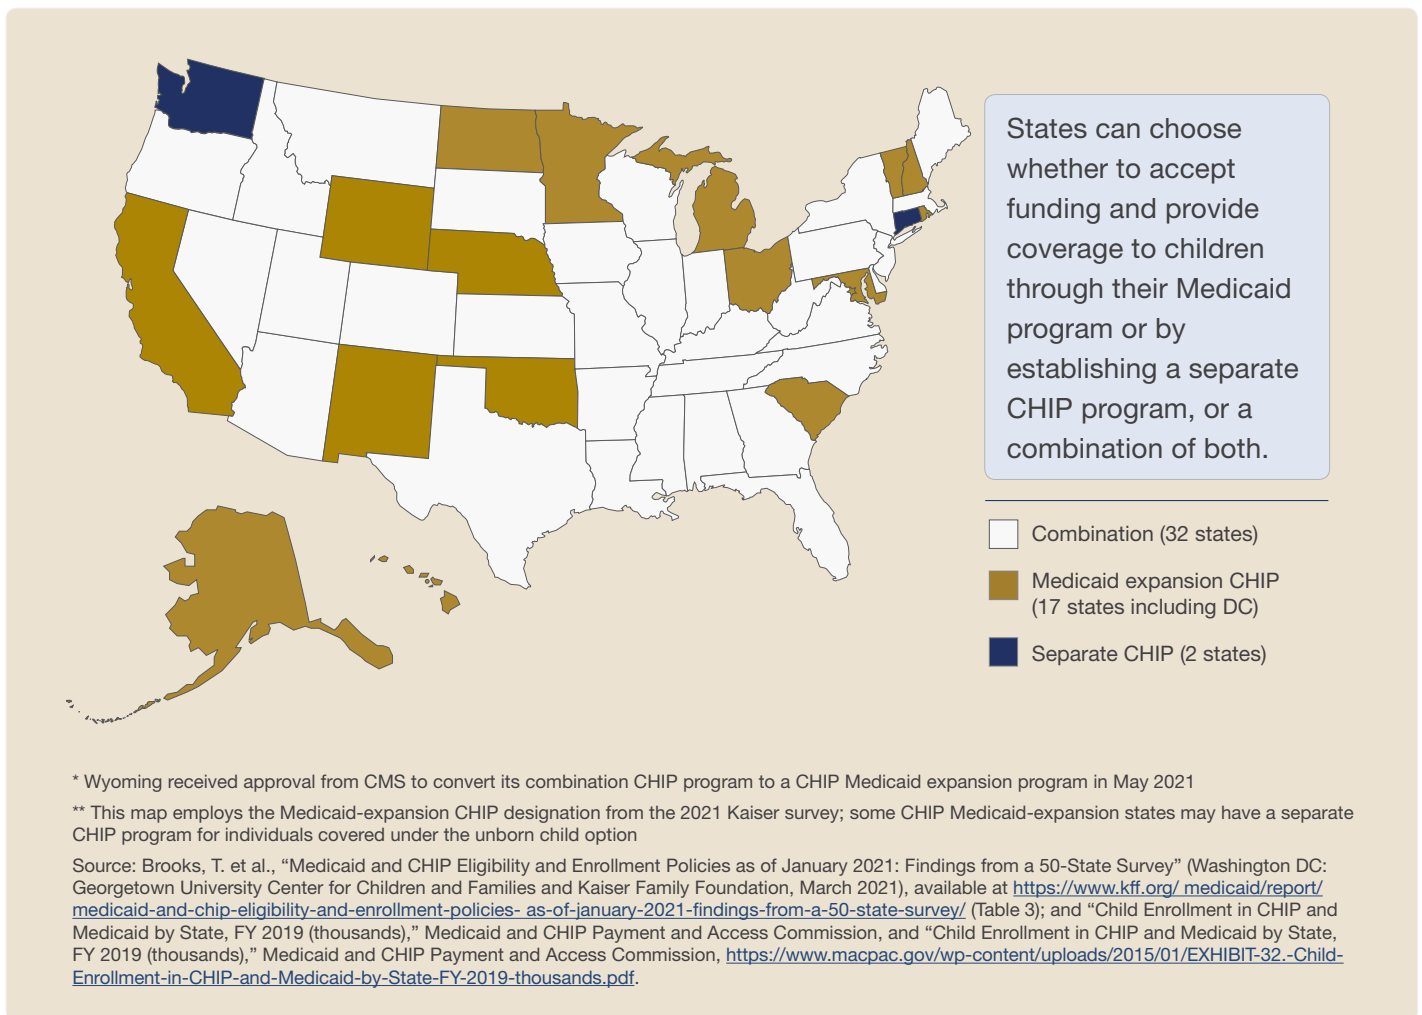 States can choose
whether to accept
funding and provide
coverage to children
through their Medicaid
program or by
establishing a separate
CHIP program, or a
combination of both.
Combination (32 states)
Medicaid expansion CHIP
(17 states including DC)
Separate CHIP (2 states)
* Wyoming received approval from CMS to convert its combination CHIP program to a CHIP Medicaid expansion program in May 2021
** This map employs the Medicaid-expansion CHIP designation from the 2021 Kaiser survey; some CHIP Medicaid-expansion states may have a separate
CHIP program for individuals covered under the unborn child option
Source: Brooks, T. et al., “Medicaid and CHIP Eligibility and Enrollment Policies as of January 2021: Findings from a 50-State Survey” (Washington DC:
Georgetown University Center for Children and Families and Kaiser Family Foundation, March 2021), available at https://www.kff.org/ medicaid/report/
medicaid-and-chip-eligibility-and-enrollment-policies- as-of-january-2021-findings-from-a-50-state-survey/ (Table 3); and “Child Enrollment in CHIP and
Medicaid by State, FY 2019 (thousands),” Medicaid and CHIP Payment and Access Commission, and “Child Enrollment in CHIP and Medicaid by State,
FY 2019 (thousands),” Medicaid and CHIP Payment and Access Commission, https://www.macpac.gov/wp-content/uploads/2015/01/EXHIBIT-32.-Child-
Enrollment-in-CHIP-and-Medicaid-by-State-FY-2019-thousands.pdf.